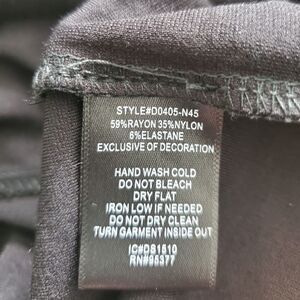 STYLE#D0405-N45
59%RAYON 35%NYLON
6%ELASTANE
EXCLUSIVE OF DECORATION
HAND WASH COLD
DO NOT BLEACH
DRY FLAT
IRON LOW IF NEEDED
DO NOT DRY CLEAN
TURN GARMENT INSIDE OUT
IC#DS1510
RN#95377